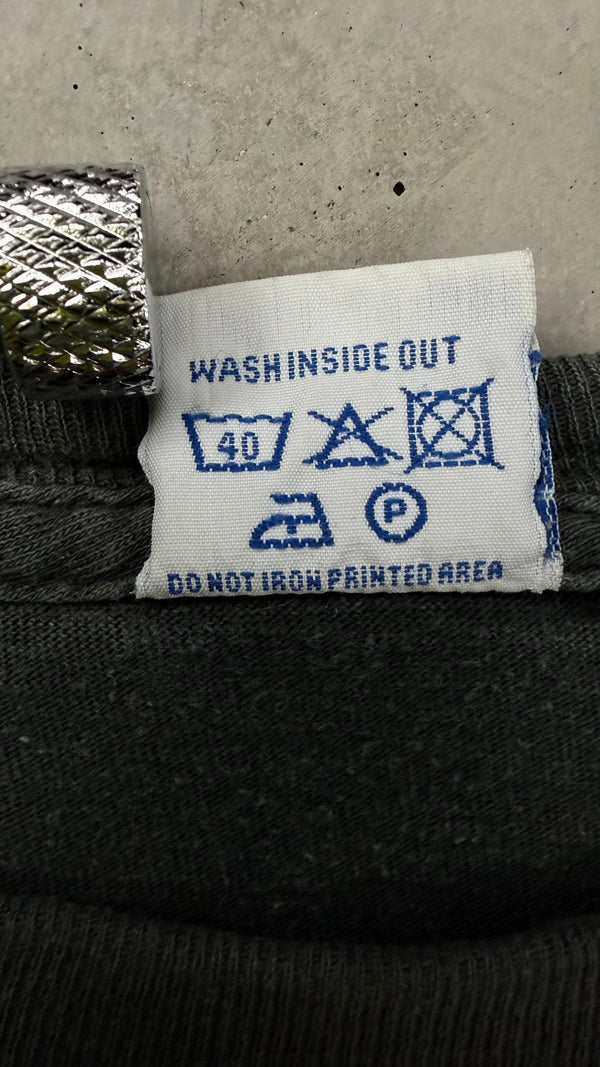 WASH INSIDE OUT
40
P
DO NOT IRON PRINTED AREA